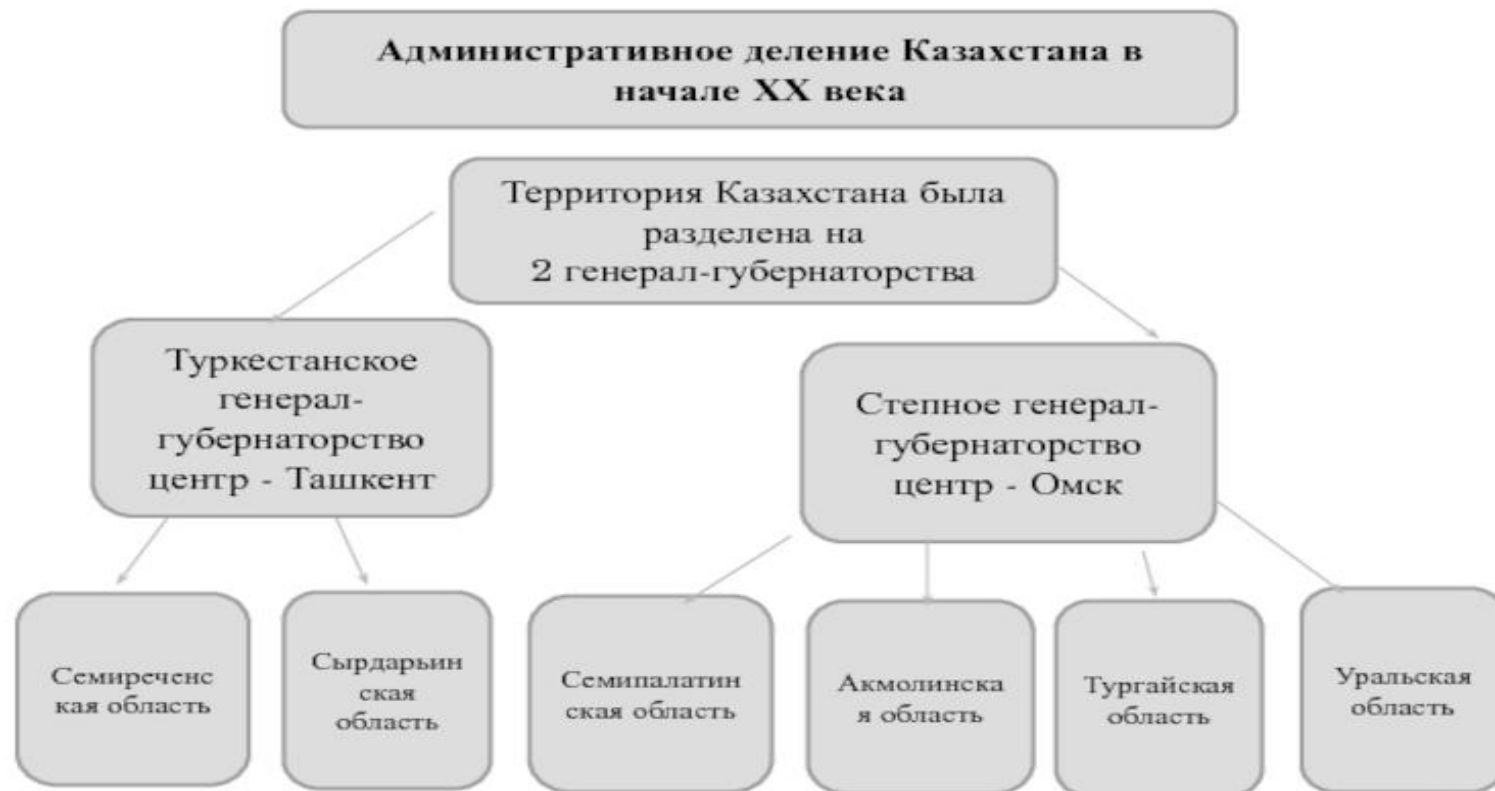 Административное деление Казахстана в
начале XX века
Территория Казахстана была
разделена на
2 генерал-губернаторства
Туркестанское
генерал-
губернаторство
центр - Ташкент
Степное генерал-
губернаторство
центр - Омск
Семиреченс
кая область
Сырдарьин
ская
область
Семипалатин
ская область
Акмолинска
я область
Тургайская
область
Уральская
область